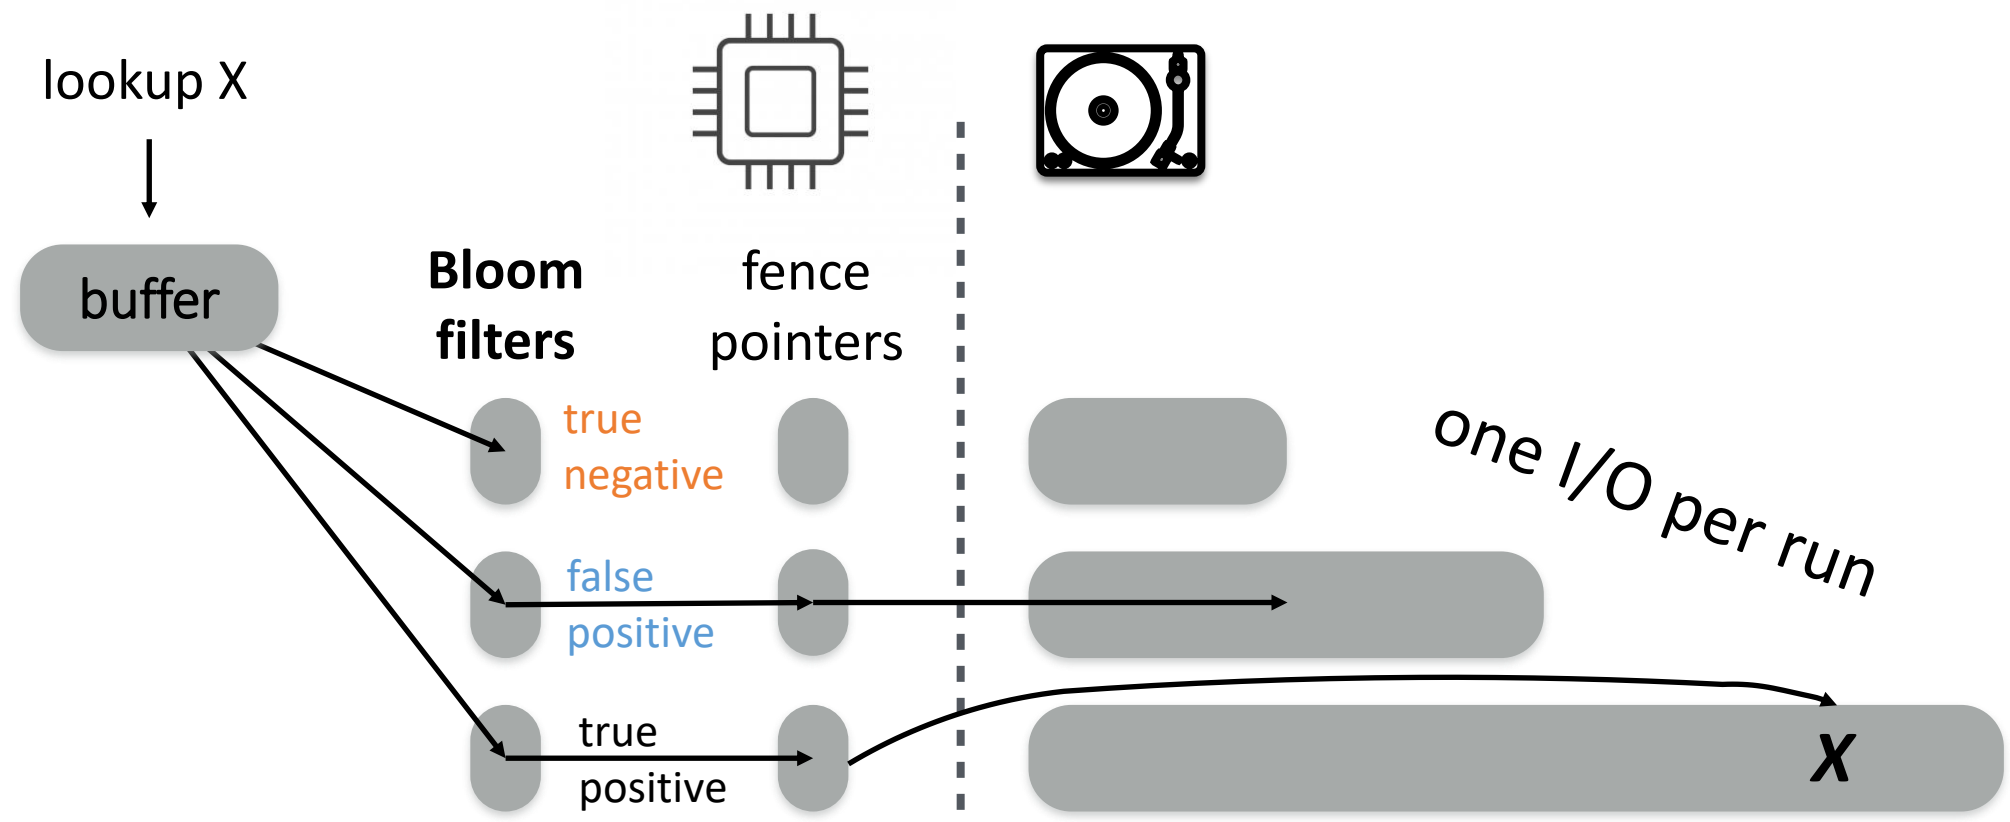 lookup X
buffer
Bloom
filters
fence
pointers
true
negative
one I/O per run
false
positive
true
positive
X